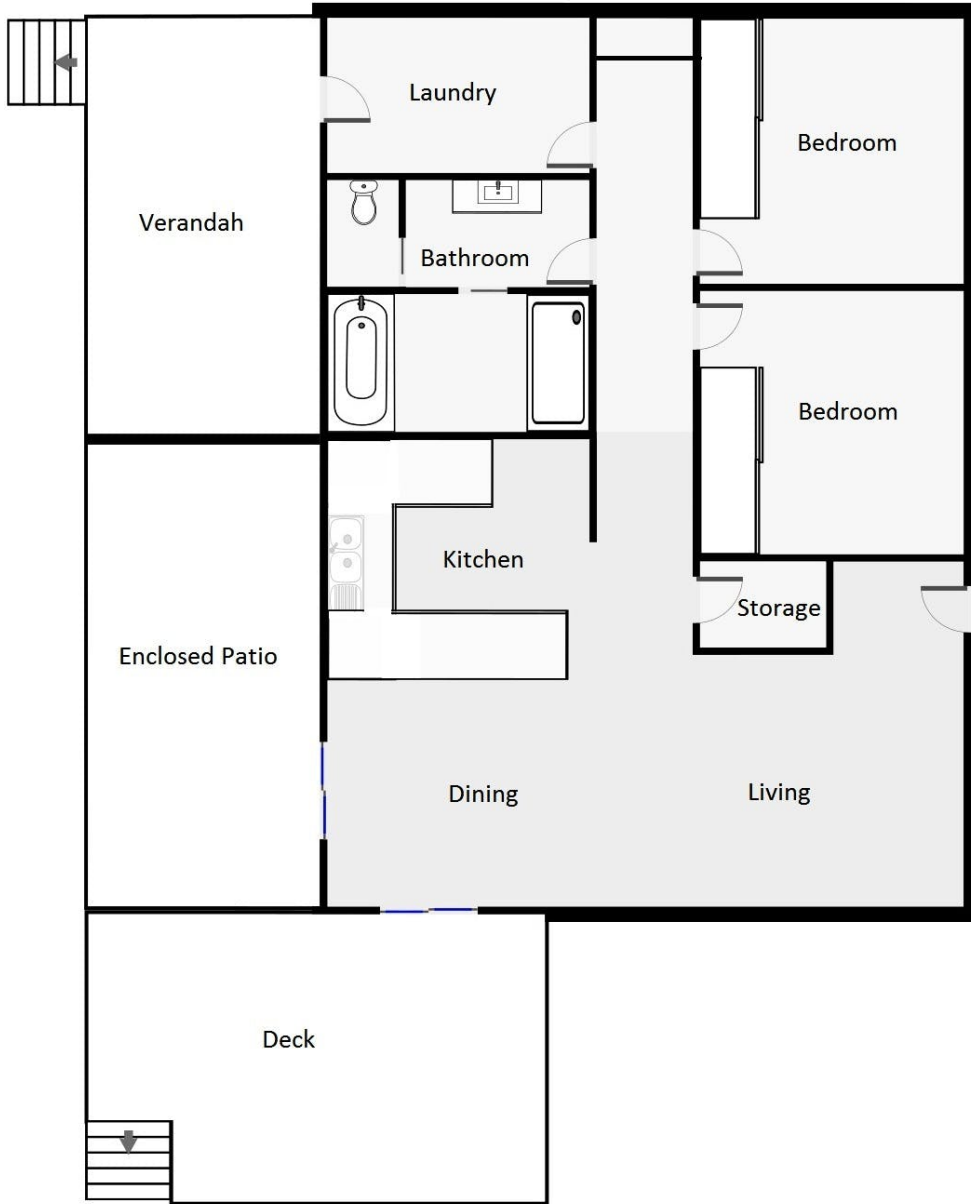 Laundry
Bedroom
Verandah
Bathroom
Bedroom
Kitchen
Storage
Enclosed Patio
Dining
Living
Deck